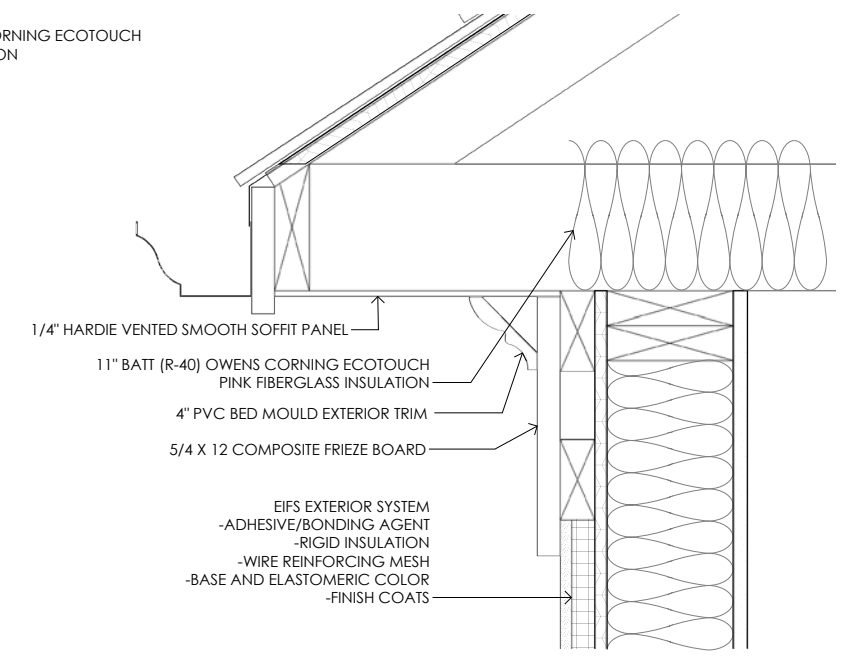 ORNING ECOTOUCH
ON
1/4" HARDIE VENTED SMOOTH SOFFIT PANEL
11" BATT (R-40) OWENS CORNING ECOTOUCH
PINK FIBERGLASS INSULATION
4" PVC BED MOULD EXTERIOR TRIM
5/4 X 12 COMPOSITE FRIEZE BOARD
EIFS EXTERIOR SYSTEM
-ADHESIVE/BONDING AGENT
-RIGID INSULATION
-WIRE REINFORCING MESH
-BASE AND ELASTOMERIC COLOR
-FINISH COATS